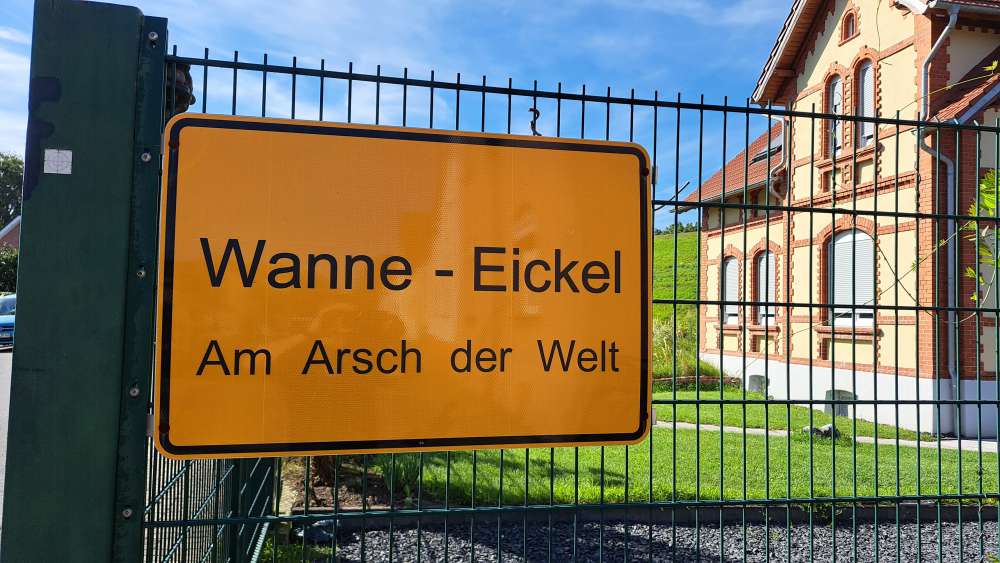 Wanne - Eickel
Am Arsch der Welt